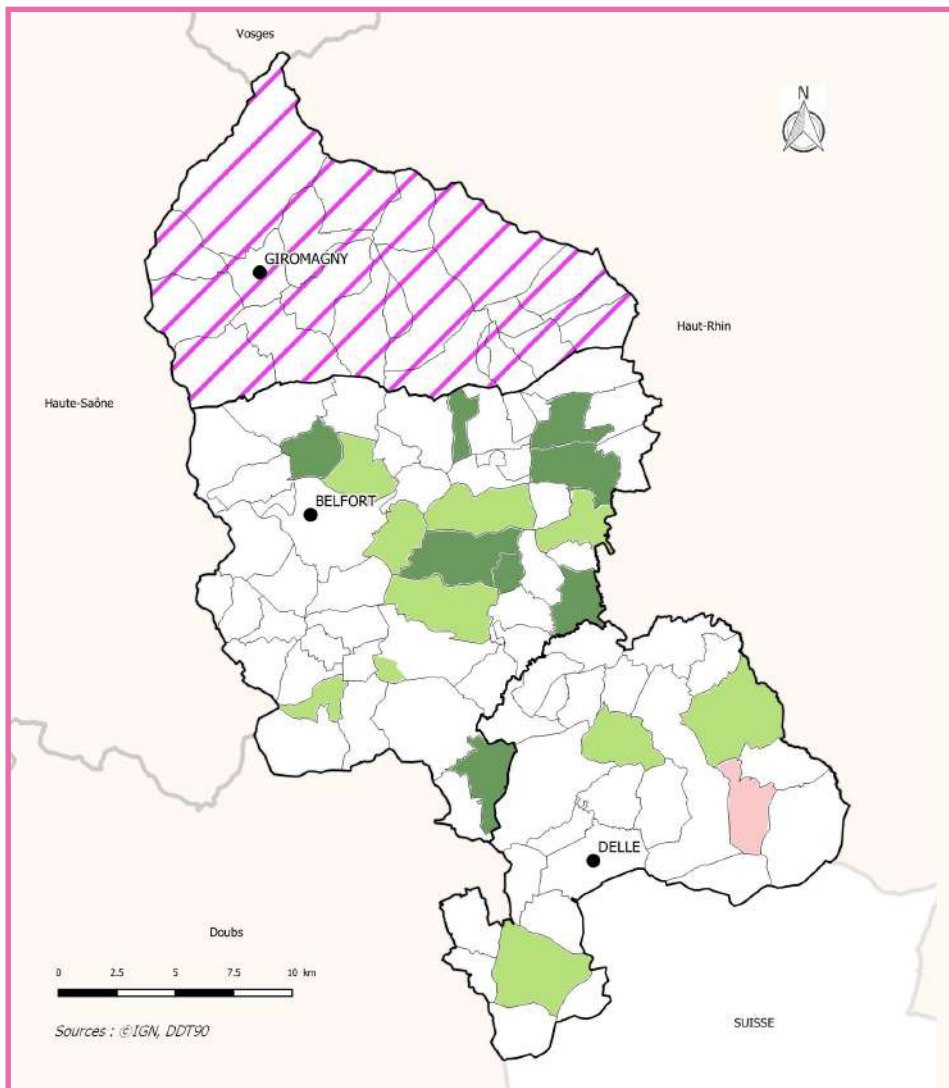 Vosges
N
GIROMAGNY
Haut-Rhin
Haute-Saône
BELFORT
DELLE
Doubs
0 2.5 5 7.5 10 km
Sources : ©IGN, DDT90
SUISSE